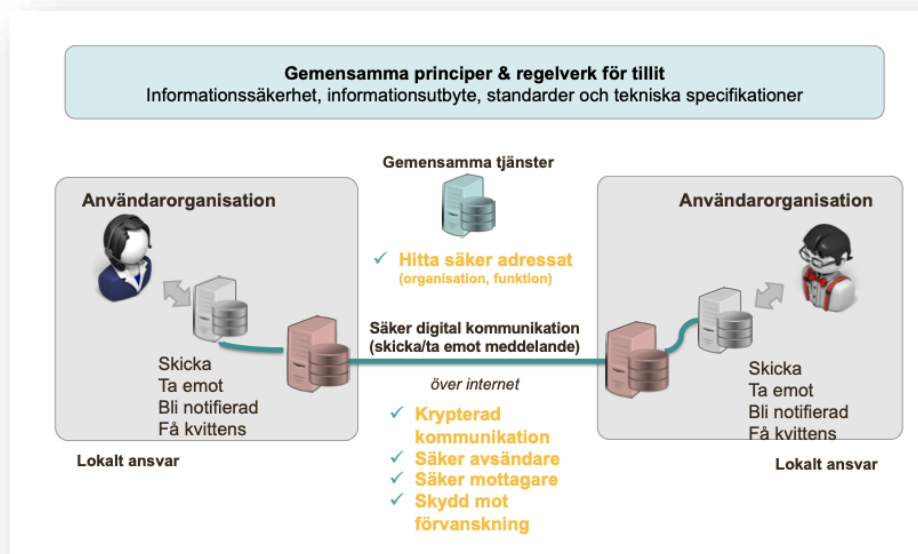 Gemensamma principer & regelverk för tillit
Informationssäkerhet, informationsutbyte, standarder och tekniska specifikationer
Gemensamma tjänster
Användarorganisation
Användarorganisation
Hitta säker adressat
(organisation, funktion)
Säker digital kommunikation
(skicka/ta emot meddelande)
över internet
Skicka
Ta emot
Bli notifierad
Få kvittens
Skicka
Ta emot
Bli notifierad
Få kvittens
Krypterad
kommunikation
Säker avsändare
Säker mottagare
Skydd mot
förvanskning
Lokalt ansvar
Lokalt ansvar